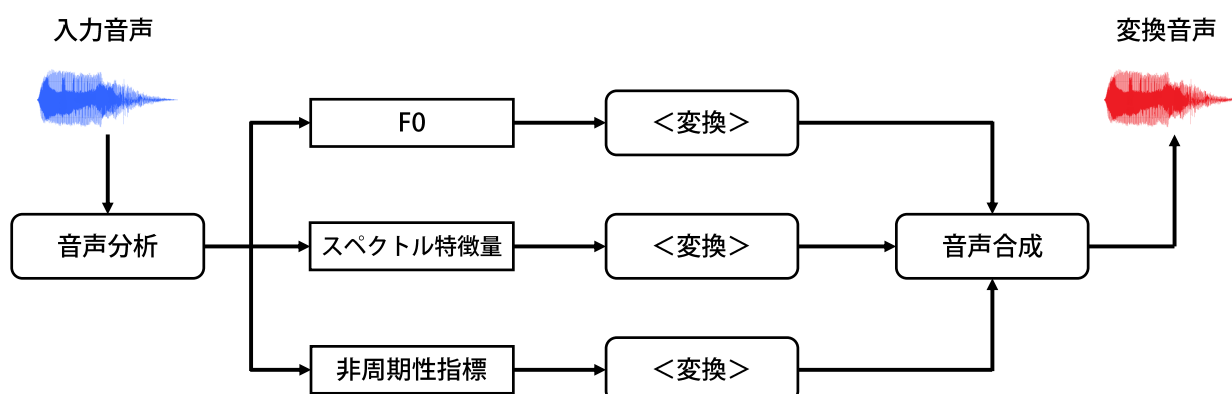 入力音声
変換音声
F0
＜変換＞
音声分析
スペクトル特徴量
＜変換＞
音声合成
非周期性指標
＜変換＞